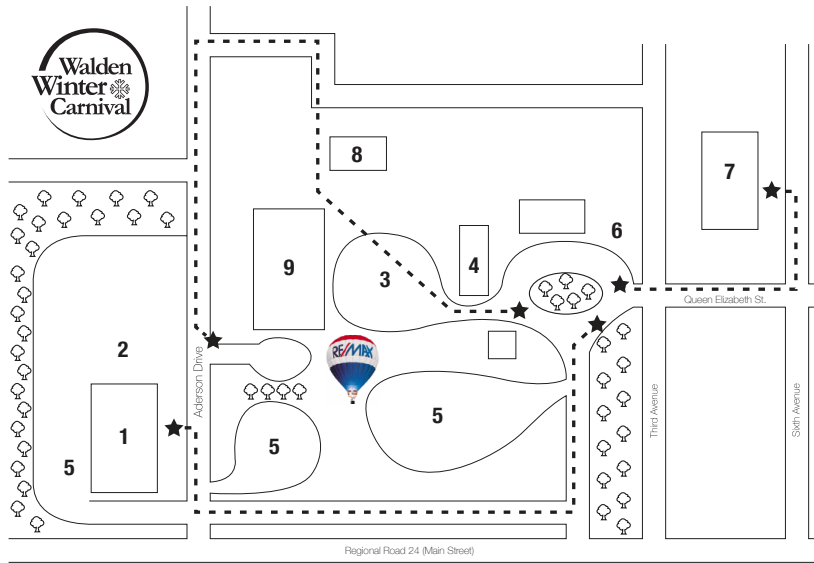 Walden
Winter
Carnival
8
7
6
9
3
4
Queen Elizabeth St.
RE/MAX
2
Aderson Drive
Third Avenue
Sixth Avenue
1
5
5
5
Regional Road 24 (Main Street)